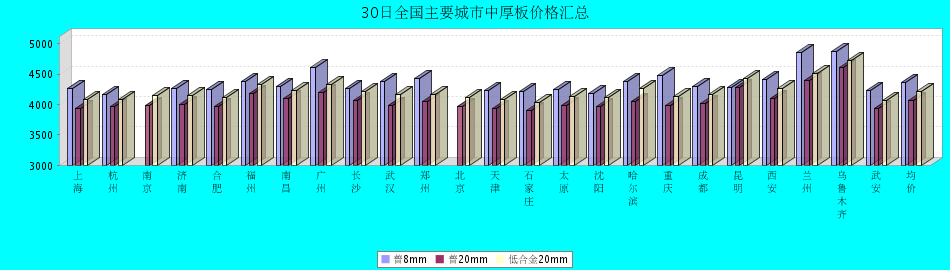 30日全国主要城市中厚板价格汇总
5000
4500
4000
3500
3000
上海 杭州 南京 济南 合肥 福州 南昌 广州 长沙 武汉 郑州 北京 天津 石家庄 太原 沈阳 哈尔滨 重庆 成都 昆明 西安 兰州 乌鲁木齐 武安 均价
普8mm 普20mm 低合金20mm